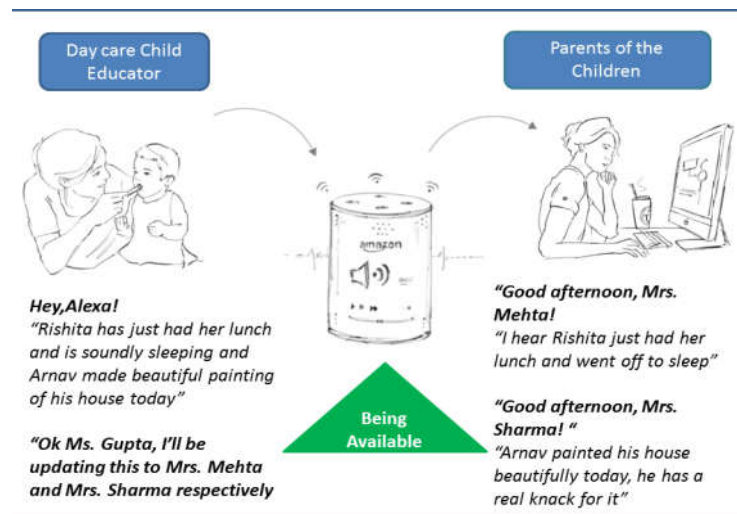 Day care Child
Educator
Parents of the
Children
amazon
Hey,Alexa!
“Rishita has just had her lunch
and is soundly sleeping and
Arnav made beautiful painting
of his house today”
“Ok Ms. Gupta, I’ll be
updating this to Mrs. Mehta
and Mrs. Sharma respectively
Being
Available
“Good afternoon, Mrs.
Mehta!
“I hear Rishita just had her
lunch and went off to sleep”
“Good afternoon, Mrs.
Sharma! “
“Arnav painted his house
beautifully today, he has a
real knack for it”